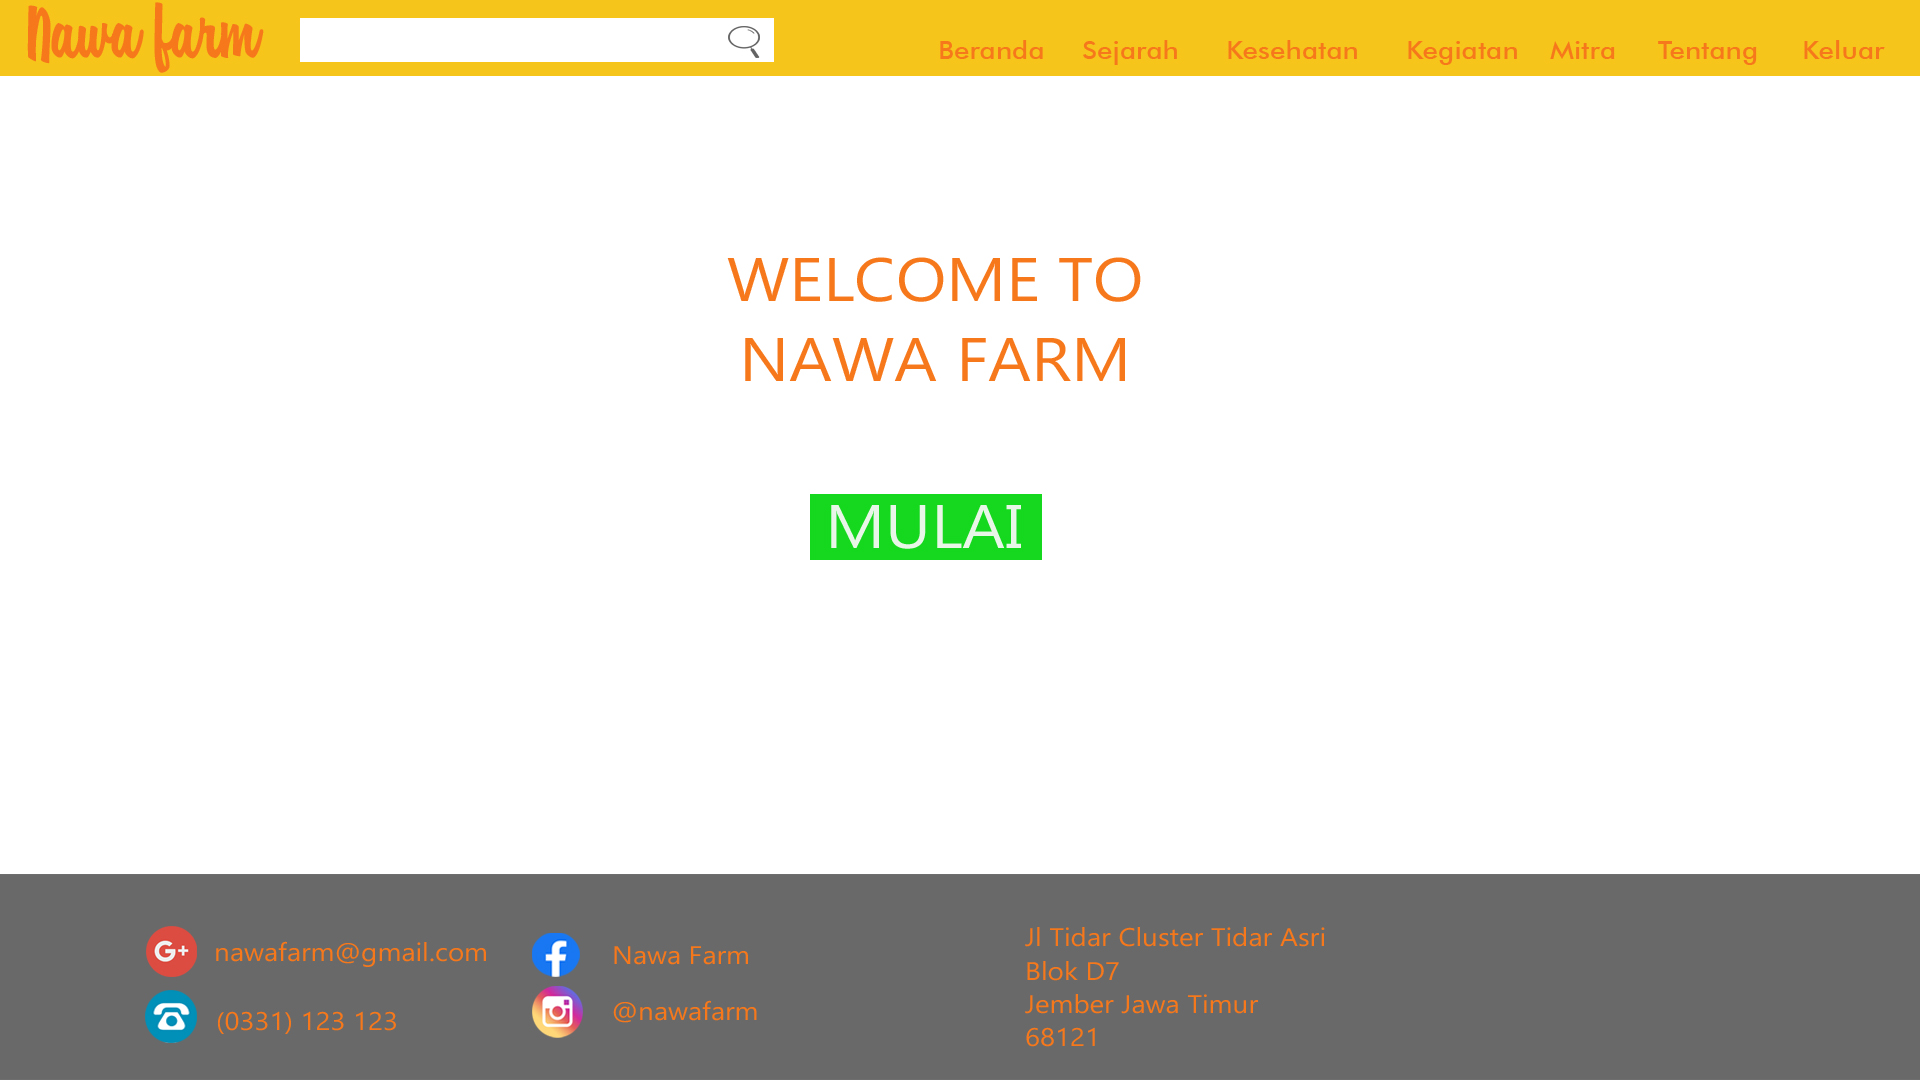 Nawa farm
Beranda Sejarah Kesehatan Kegiatan Mitra Tentang Keluar
WELCOME TO
NAWA FARM
MULAI
G+ nawafarm@gmail.com
(0331) 123 123
f Nawa Farm
@nawafarm
Jl Tidar Cluster Tidar Asri
Blok D7
Jember Jawa Timur
68121